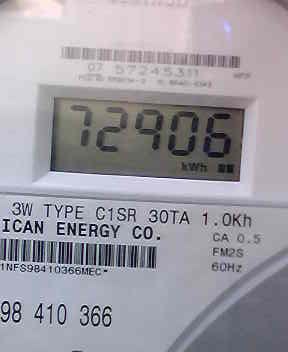 07 57245311
72906
kWh
3W TYPE C1SR 30TA 1.0Kh
ICAN ENERGY CO.
CA 0.5
FM2S
1NFS98410366MEC*
60Hz
98 410 366